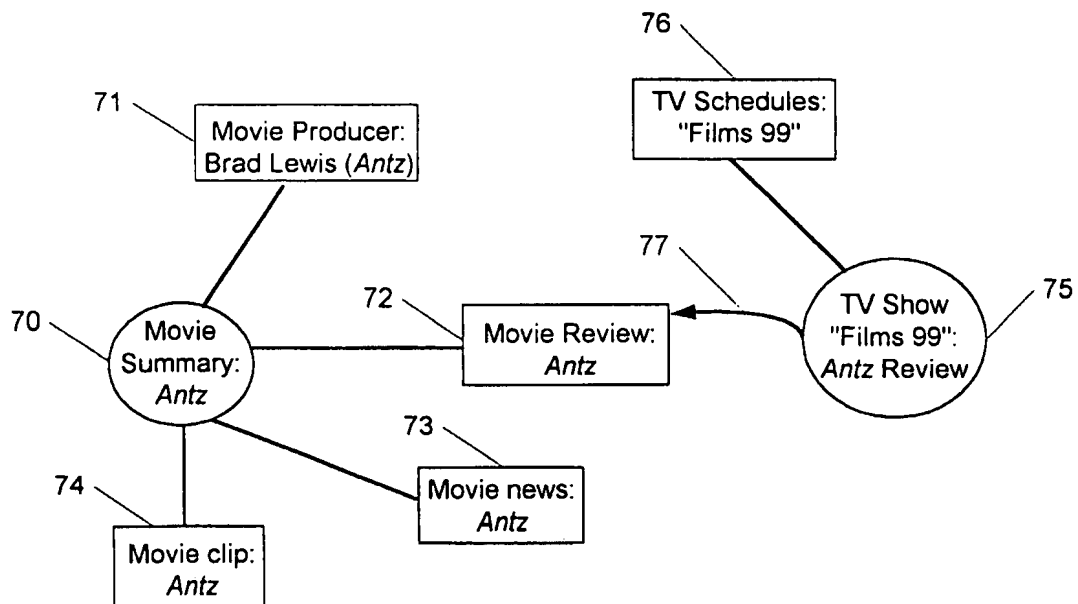 76
TV Schedules:
"Films 99"
71
Movie Producer:
Brad Lewis (Antz)
77
72
Movie Review:
Antz
TV Show
"Films 99":
Antz Review
75
70
Movie
Summary:
Antz
73
Movie news:
Antz
74
Movie clip:
Antz